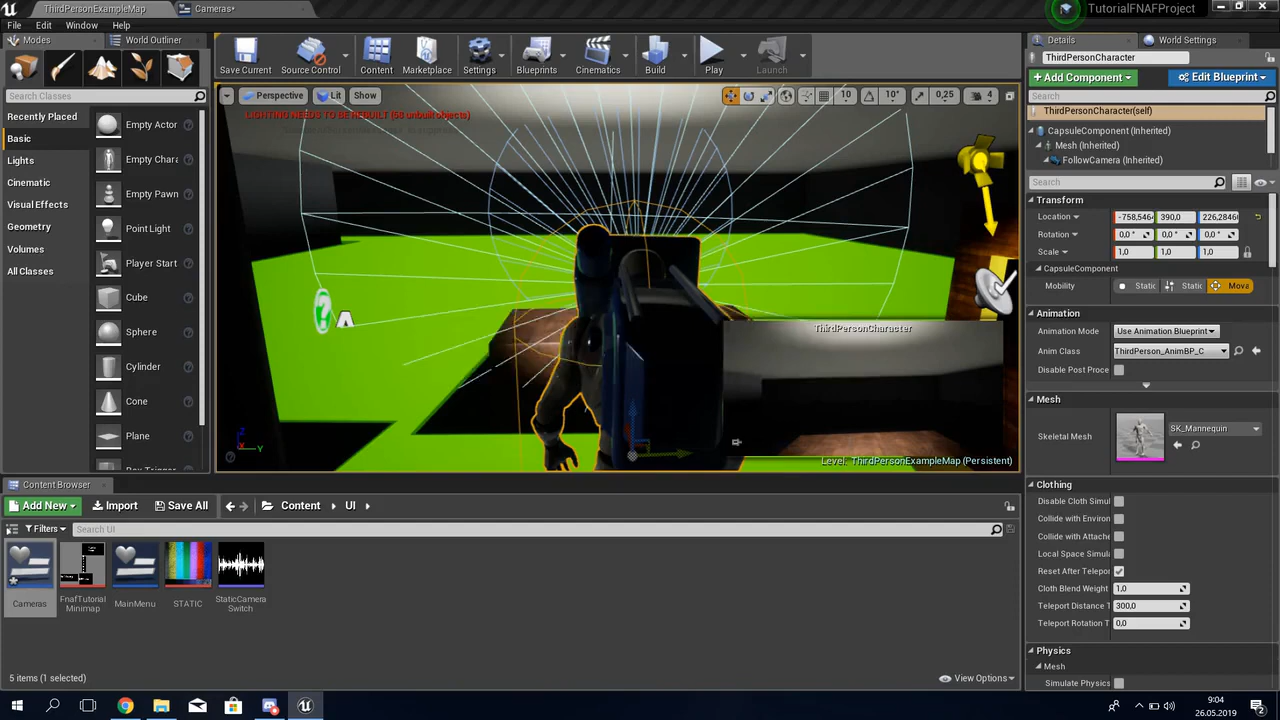 ThirdPersonExampleMap
Cameras*
TutorialFNAFProject
File Edit Window Help
Modes
World Outliner
Save Current
Source Control
Content
Marketplace
Settings
Blueprints
Cinematics
Build
Play
Launch
Details
World Settings
ThirdPersonCharacter
+ Add Component
Edit Blueprint
Search
ThirdPersonCharacter(self)
CapsuleComponent (Inherited)
Mesh (Inherited)
FollowCamera (Inherited)
Search
Search Classes
Recently Placed
Basic
Lights
Cinematic
Visual Effects
Geometry
Volumes
All Classes
Empty Actor
Empty Chara
Empty Pawn
Point Light
Player Start
Cube
Sphere
Cylinder
Cone
Plane
Box Trigger
Perspective Lit Show
10 10° 0,25 4
LIGHTING NEEDS TO BE REBUILT (68 unbuilt objects)
ThirdPersonCharacter
Z
X Y
Level: ThirdPersonExampleMap (Persistent)
Transform
Location -758,546 390,0 226,2846
Rotation 0,0 ° 0,0 ° 0,0 °
Scale 1,0 1,0 1,0
CapsuleComponent
Mobility Static Static Move
Animation
Animation Mode Use Animation Blueprint
Anim Class ThirdPerson_AnimBP_C
Disable Post Proce
Mesh
Skeletal Mesh SK_Mannequin
Clothing
Disable Cloth Simul
Collide with Environ
Collide with Attache
Local Space Simula
Reset After Telepor
Cloth Blend Weight 1,0
Teleport Distance T 300,0
Teleport Rotation T 0,0
Physics
Mesh
Simulate Physics
Content Browser
Add New Import Save All Content UI
Filters Search UI
Cameras
FnafTutorial
Minimap
MainMenu
STATIC
StaticCamera
Switch
5 items (1 selected)
View Options
9:04
26.05.2019
2